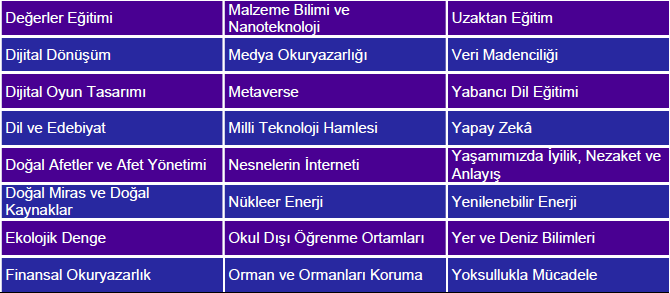 Değerler Eğitimi
Malzeme Bilimi ve
Nanoteknoloji
Uzaktan Eğitim
Dijital Dönüşüm
Medya Okuryazarlığı
Veri Madenciliği
Dijital Oyun Tasarımı
Metaverse
Yabancı Dil Eğitimi
Dil ve Edebiyat
Milli Teknoloji Hamlesi
Yapay Zekâ
Doğal Afetler ve Afet Yönetimi
Nesnelerin İnterneti
Yaşamımızda İyilik, Nezaket ve
Anlayış
Doğal Miras ve Doğal
Kaynaklar
Nükleer Enerji
Yenilenebilir Enerji
Ekolojik Denge
Okul Dışı Öğrenme Ortamları
Yer ve Deniz Bilimleri
Finansal Okuryazarlık
Orman ve Ormanları Koruma
Yoksullukla Mücadele